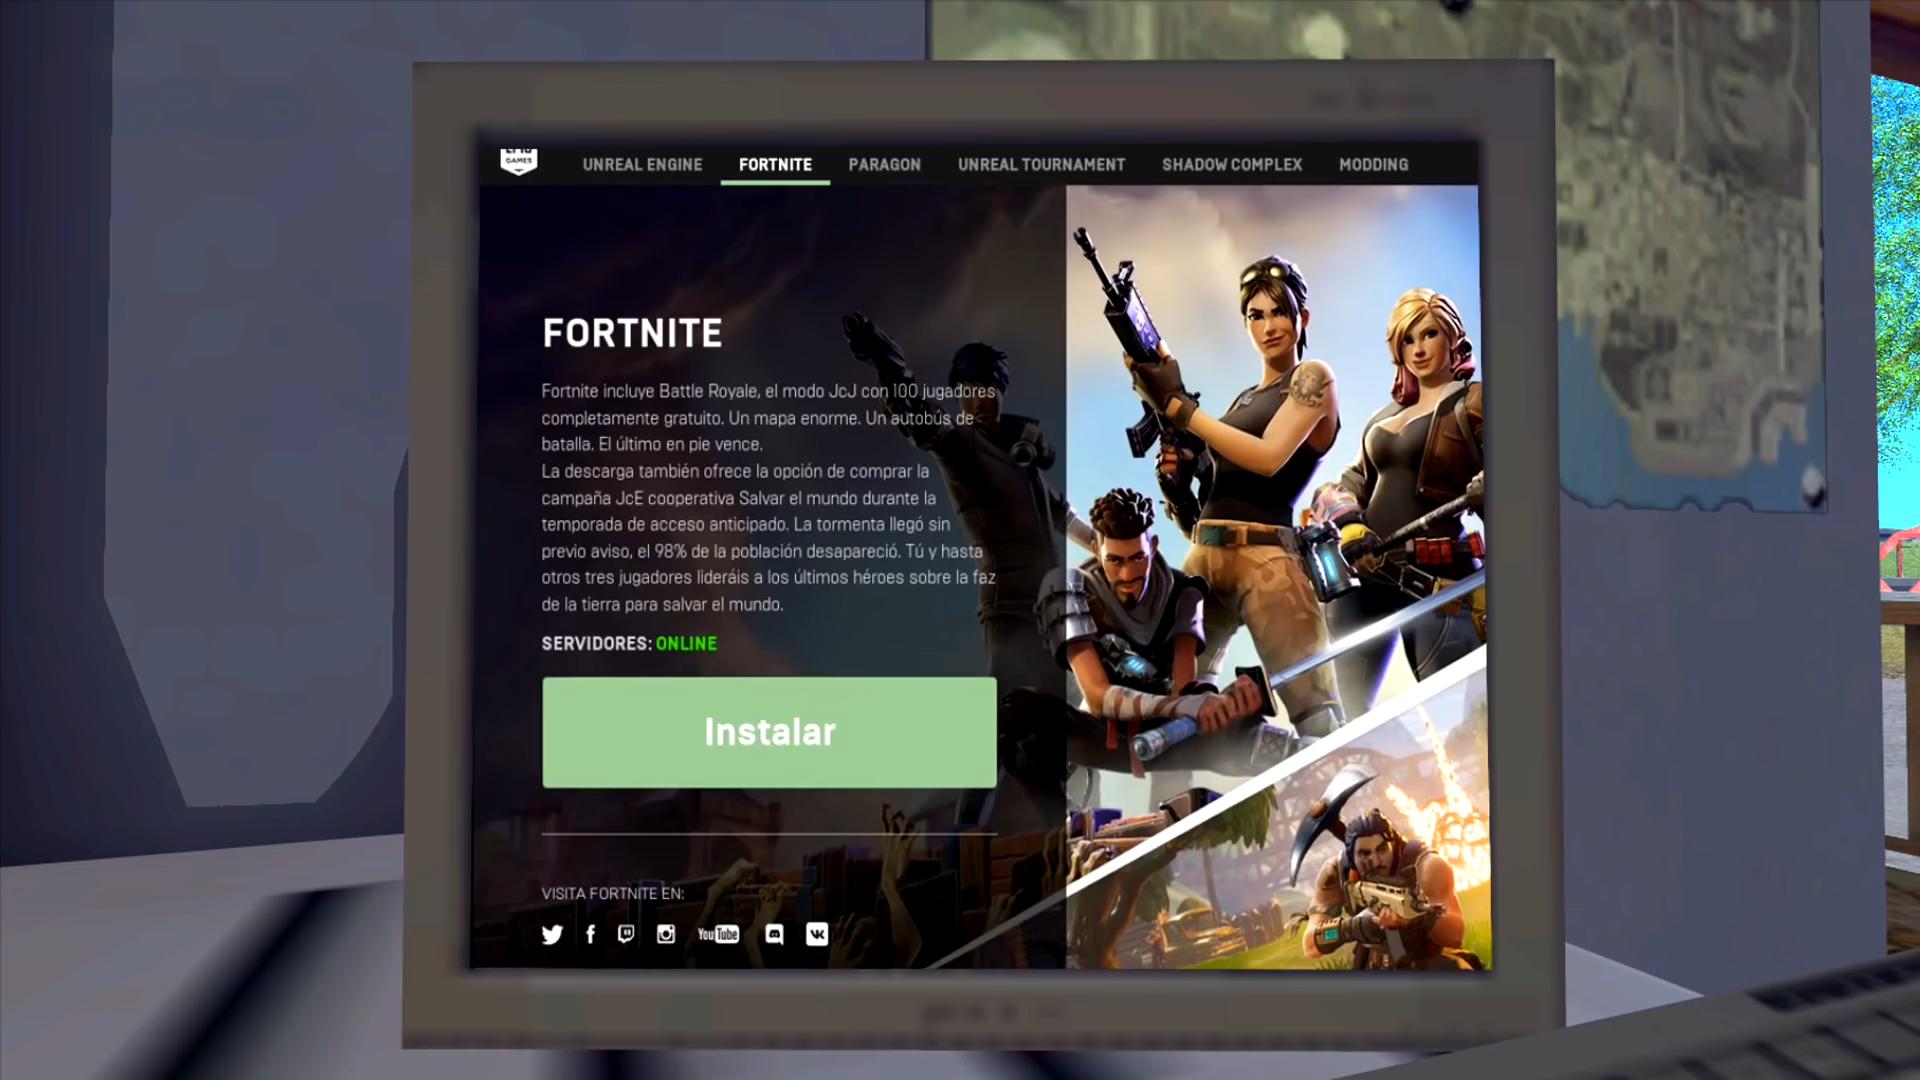 GAMES
UNREAL ENGINE FORTNITE PARAGON UNREAL TOURNAMENT SHADOW COMPLEX MODDING
FORTNITE
Fortnite incluye Battle Royale, el modo JcJ con 100 jugadores
completamente gratuito. Un mapa enorme. Un autobús de
batalla. El último en pie vence.
La descarga también ofrece la opción de comprar la
campaña JcE cooperativa Salvar el mundo durante la
temporada de acceso anticipado. La tormenta llegó sin
previo aviso, el 98% de la población desapareció. Tú y hasta
otros tres jugadores lideráis a los últimos héroes sobre la faz
de la tierra para salvar el mundo.
SERVIDORES: ONLINE
Instalar
VISITA FORTNITE EN:
YouTube